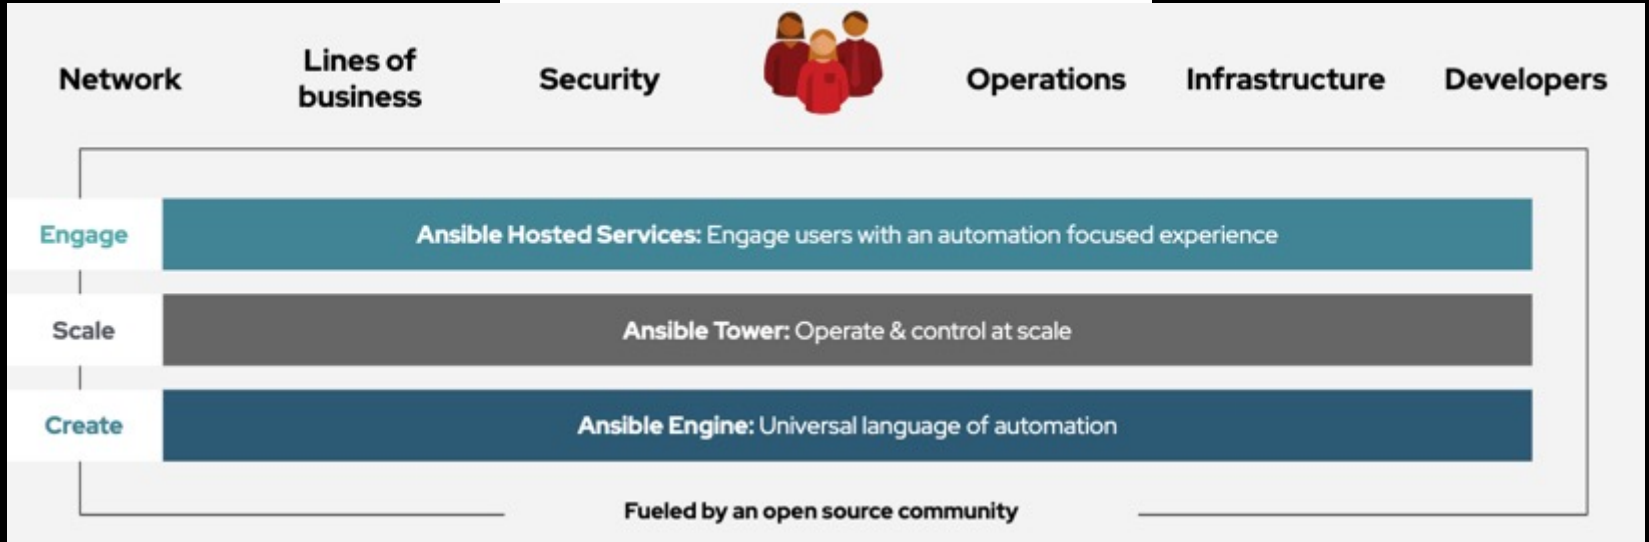 Network
Lines of
business
Security
Operations
Infrastructure
Developers
Engage
Ansible Hosted Services: Engage users with an automation focused experience
Scale
Ansible Tower: Operate & control at scale
Create
Ansible Engine: Universal language of automation
Fueled by an open source community